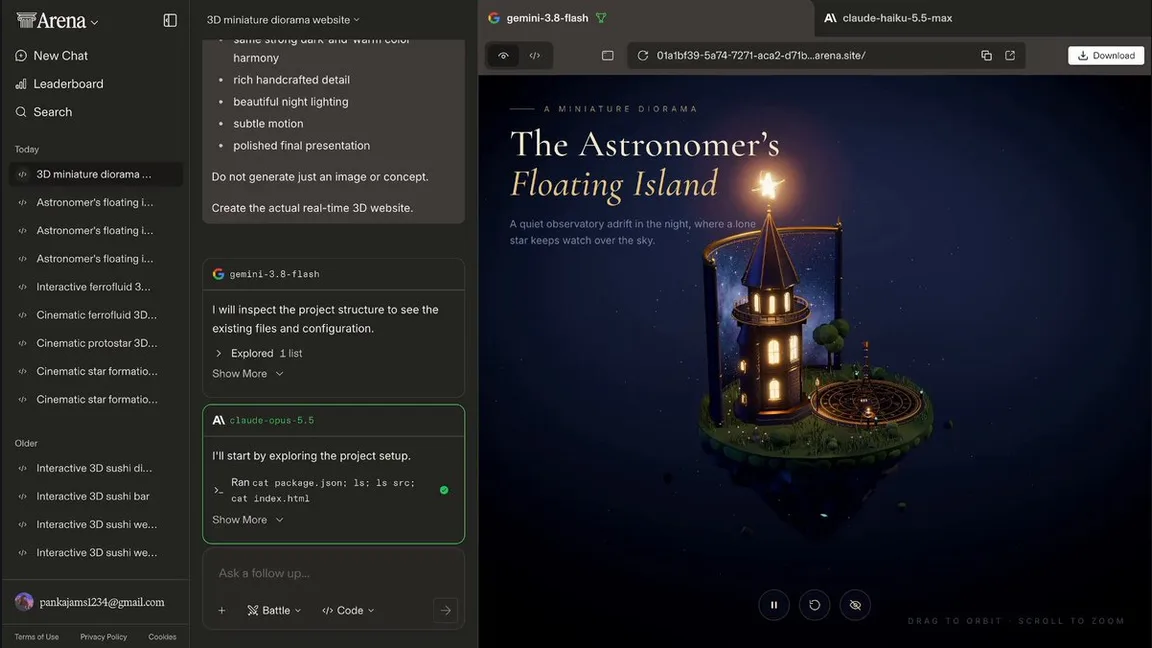 Arena
New Chat
Leaderboard
Search
Today
3D miniature diorama ...
Astronomer's floating i...
Astronomer's floating i...
Astronomer's floating i...
Interactive ferrofluid 3...
Cinematic ferrofluid 3D...
Cinematic protostar 3D...
Cinematic star formatio...
Cinematic star formatio...
Older
Interactive 3D sushi di...
Interactive 3D sushi bar
Interactive 3D sushi we...
Interactive 3D sushi we...
pankajams1234@gmail.com
Terms of Use Privacy Policy Cookies
3D miniature diorama website
same strong dark-and-warm color
harmony
• rich handcrafted detail
• beautiful night lighting
• subtle motion
• polished final presentation
Do not generate just an image or concept.
Create the actual real-time 3D website.
gemini-3.8-flash
I will inspect the project structure to see the
existing files and configuration.
Explored 1 list
Show More
claude-opus-5.5
I'll start by exploring the project setup.
Ran cat package.json; ls; ls src;
cat index.html
Show More
Ask a follow up...
+ Battle </> Code
gemini-3.8-flash
claude-haiku-5.5-max
01a1bf39-5a74-7271-aca2-d71b...arena.site/
Download
A MINIATURE DIORAMA
The Astronomer's
Floating Island
A quiet observatory adrift in the night, where a lone
star keeps watch over the sky.
DRAG TO ORBIT · SCROLL TO ZOOM